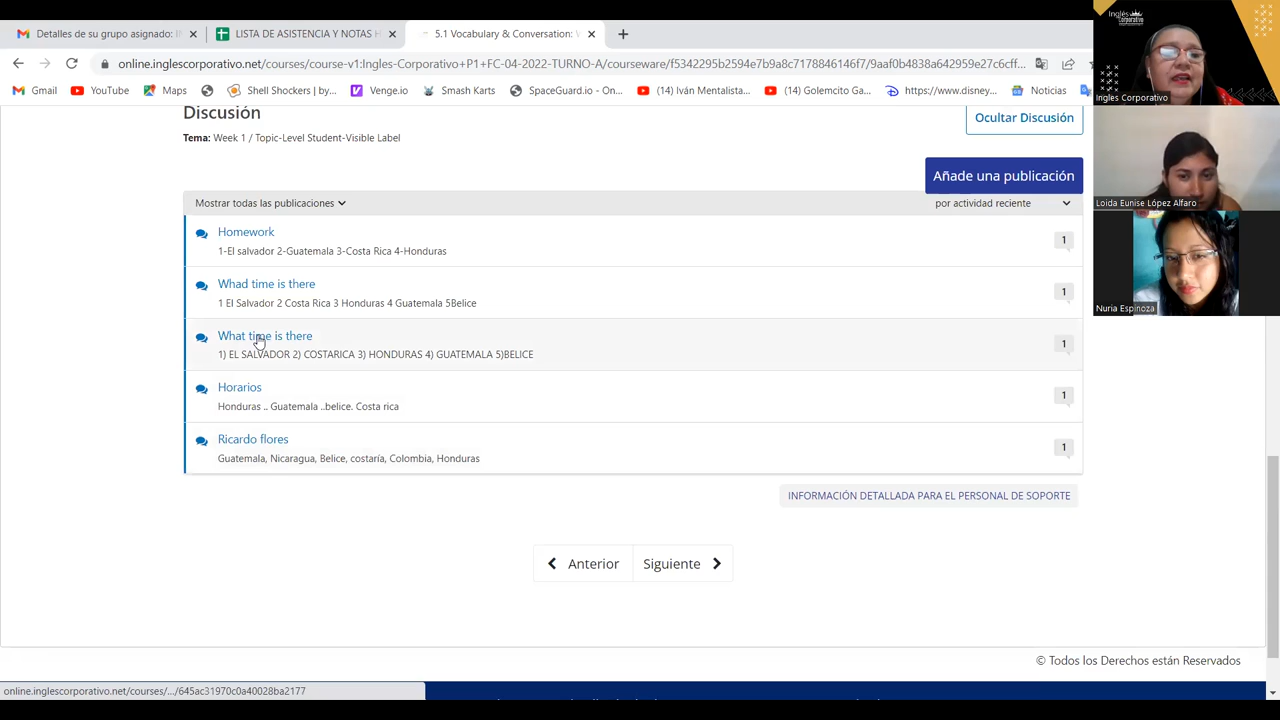 Detalles de su grupo asignado: IN
LISTA DE ASISTENCIA Y NOTAS H
5.1 Vocabulary & Conversation: W
online.inglescorporativo.net/courses/course-v1:Ingles-Corporativo+P1+FC-04-2022-TURNO-A/courseware/f5342295b2594e7b9a8c7178846146f7/9aaf0b4838a642959e27c6cff...
Gmail
YouTube
Maps
Shell Shockers | by...
Venge.io
Smash Karts
SpaceGuard.io - On...
(14) Iván Mentalista...
(14) Golemcito Ga...
https://www.disney...
Noticias
Discusión
Ocultar Discusión
Tema: Week 1 / Topic-Level Student-Visible Label
Añade una publicación
Mostrar todas las publicaciones
por actividad reciente
Homework
1-El salvador 2-Guatemala 3-Costa Rica 4-Honduras
1
Whad time is there
1 El Salvador 2 Costa Rica 3 Honduras 4 Guatemala 5Belice
1
What time is there
1) EL SALVADOR 2) COSTARICA 3) HONDURAS 4) GUATEMALA 5)BELICE
1
Horarios
Honduras .. Guatemala ..belice. Costa rica
1
Ricardo flores
Guatemala, Nicaragua, Belice, costaría, Colombia, Honduras
1
INFORMACIÓN DETALLADA PARA EL PERSONAL DE SOPORTE
Anterior
Siguiente
© Todos los Derechos están Reservados
online.inglescorporativo.net/courses/.../645ac31970c0a40028ba2177
Inglés
Corporativo
Ingles Corporativo
Loida Eunise López Alfaro
Nuria Espinoza